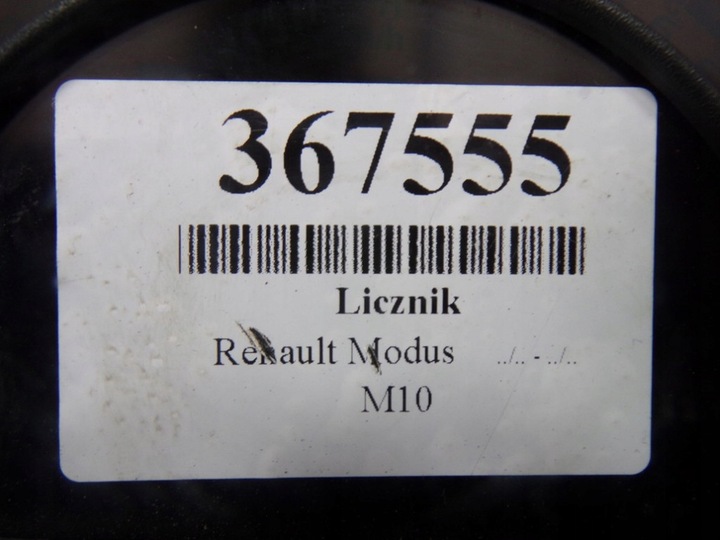 367555
Licznik
Renault Modus ../.. - ../..
M10